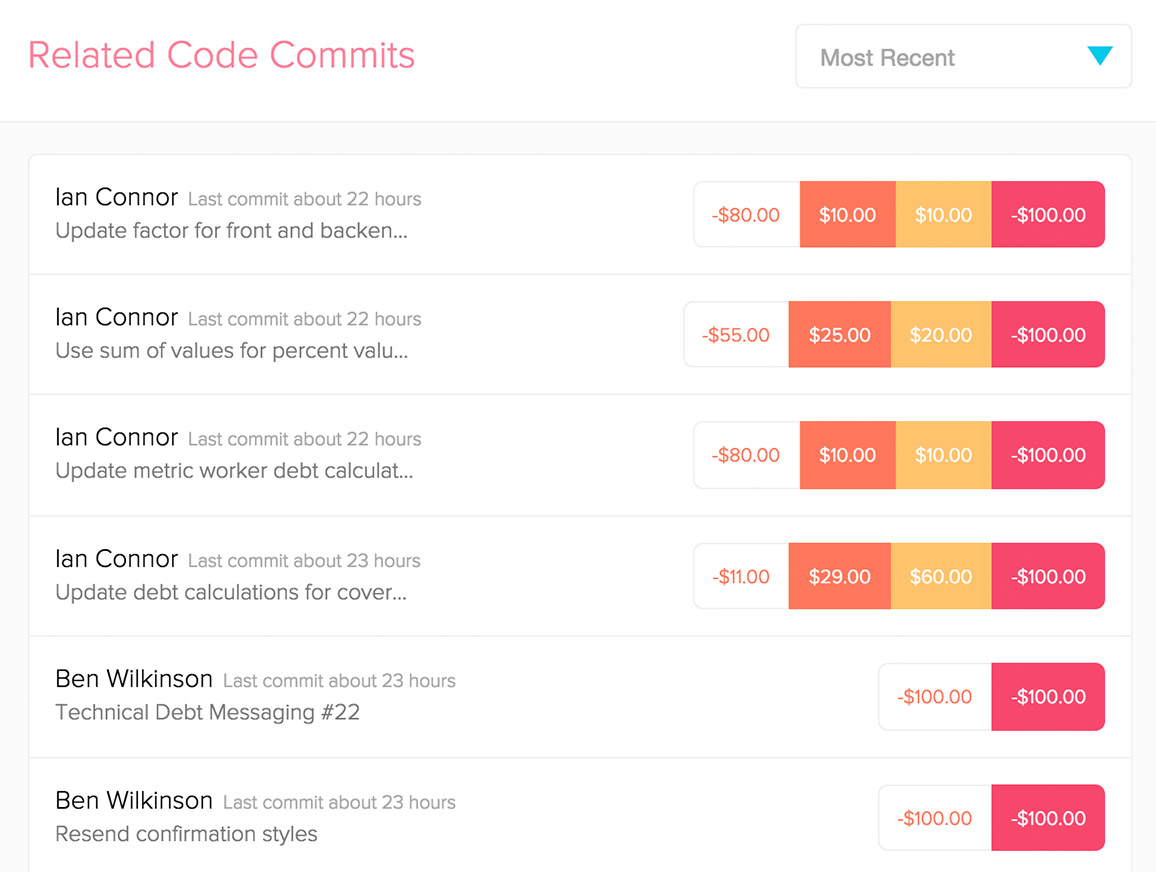 Related Code Commits
Most Recent
Ian Connor Last commit about 22 hours
Update factor for front and backen...
-$80.00 $10.00 $10.00 -$100.00
Ian Connor Last commit about 22 hours
Use sum of values for percent valu...
-$55.00 $25.00 $20.00 -$100.00
Ian Connor Last commit about 22 hours
Update metric worker debt calculat...
-$80.00 $10.00 $10.00 -$100.00
Ian Connor Last commit about 23 hours
Update debt calculations for cover...
-$11.00 $29.00 $60.00 -$100.00
Ben Wilkinson Last commit about 23 hours
Technical Debt Messaging #22
-$100.00 -$100.00
Ben Wilkinson Last commit about 23 hours
Resend confirmation styles
-$100.00 -$100.00